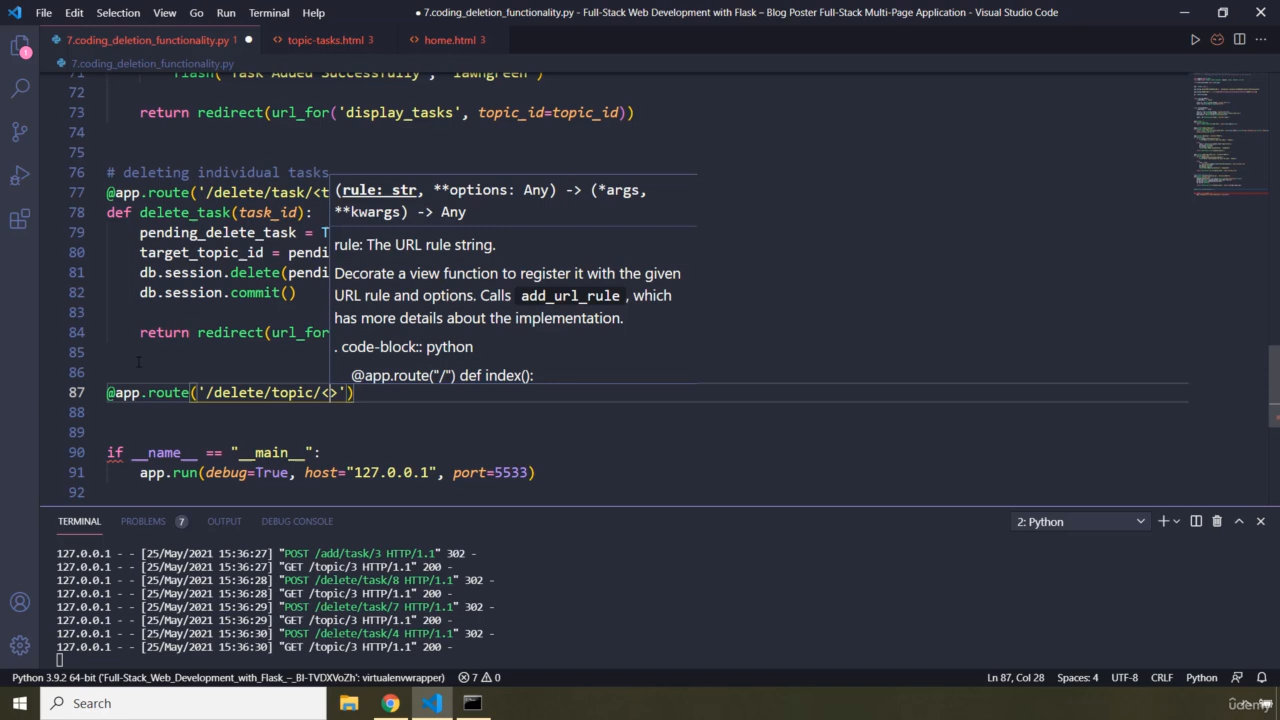 File Edit Selection View Go Run Terminal Help
● 7.coding_deletion_functionality.py - Full-Stack Web Development with Flask – Blog Poster Full-Stack Multi-Page Application - Visual Studio Code
7.coding_deletion_functionality.py 1 ●
<> topic-tasks.html 3
<> home.html 3
7.coding_deletion_functionality.py
71 flash('Task Added Successfully', 'lawngreen')
72
73 return redirect(url_for('display_tasks', topic_id=topic_id))
74
75
76 # deleting individual tasks
77 @app.route('/delete/task/<t
78 def delete_task(task_id):
79 pending_delete_task = T
80 target_topic_id = pendi
81 db.session.delete(pendi
82 db.session.commit()
83
84 return redirect(url_for
85
86
87 @app.route('/delete/topic/<>')
88
89
90 if __name__ == "__main__":
91 app.run(debug=True, host="127.0.0.1", port=5533)
92
(rule: str, **options: Any) -> (*args,
**kwargs) -> Any
rule: The URL rule string.
Decorate a view function to register it with the given
URL rule and options. Calls add_url_rule, which
has more details about the implementation.
. code-block:: python
@app.route("/") def index():
TERMINAL PROBLEMS 7 OUTPUT DEBUG CONSOLE
2: Python
127.0.0.1 - - [25/May/2021 15:36:27] "POST /add/task/3 HTTP/1.1" 302 -
127.0.0.1 - - [25/May/2021 15:36:27] "GET /topic/3 HTTP/1.1" 200 -
127.0.0.1 - - [25/May/2021 15:36:28] "POST /delete/task/8 HTTP/1.1" 302 -
127.0.0.1 - - [25/May/2021 15:36:28] "GET /topic/3 HTTP/1.1" 200 -
127.0.0.1 - - [25/May/2021 15:36:29] "POST /delete/task/7 HTTP/1.1" 302 -
127.0.0.1 - - [25/May/2021 15:36:29] "GET /topic/3 HTTP/1.1" 200 -
127.0.0.1 - - [25/May/2021 15:36:30] "POST /delete/task/4 HTTP/1.1" 302 -
127.0.0.1 - - [25/May/2021 15:36:30] "GET /topic/3 HTTP/1.1" 200 -
Python 3.9.2 64-bit ('Full-Stack_Web_Development_with_Flask_-_BI-TVDXVoZh': virtualenvwrapper) 7 0
Ln 87, Col 28 Spaces: 4 UTF-8 CRLF Python
Search
udemy